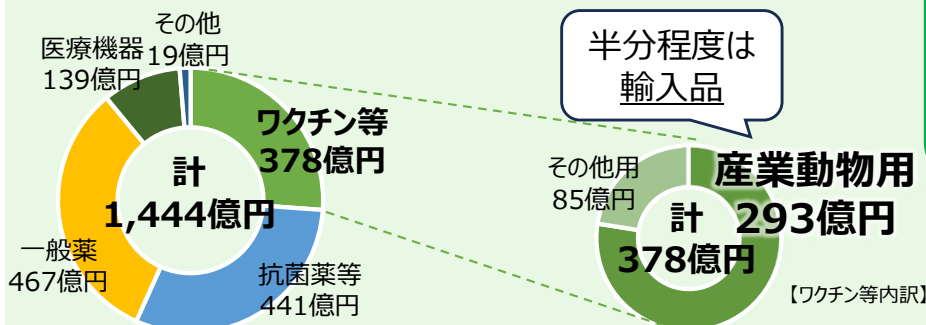 その他
19億円
医療機器
139億円
ワクチン等
378億円
計
1,444億円
一般薬
467億円
抗菌薬等
441億円
半分程度は
輸入品
その他用
85億円
産業動物用
293億円
計
378億円
【ワクチン等内訳】